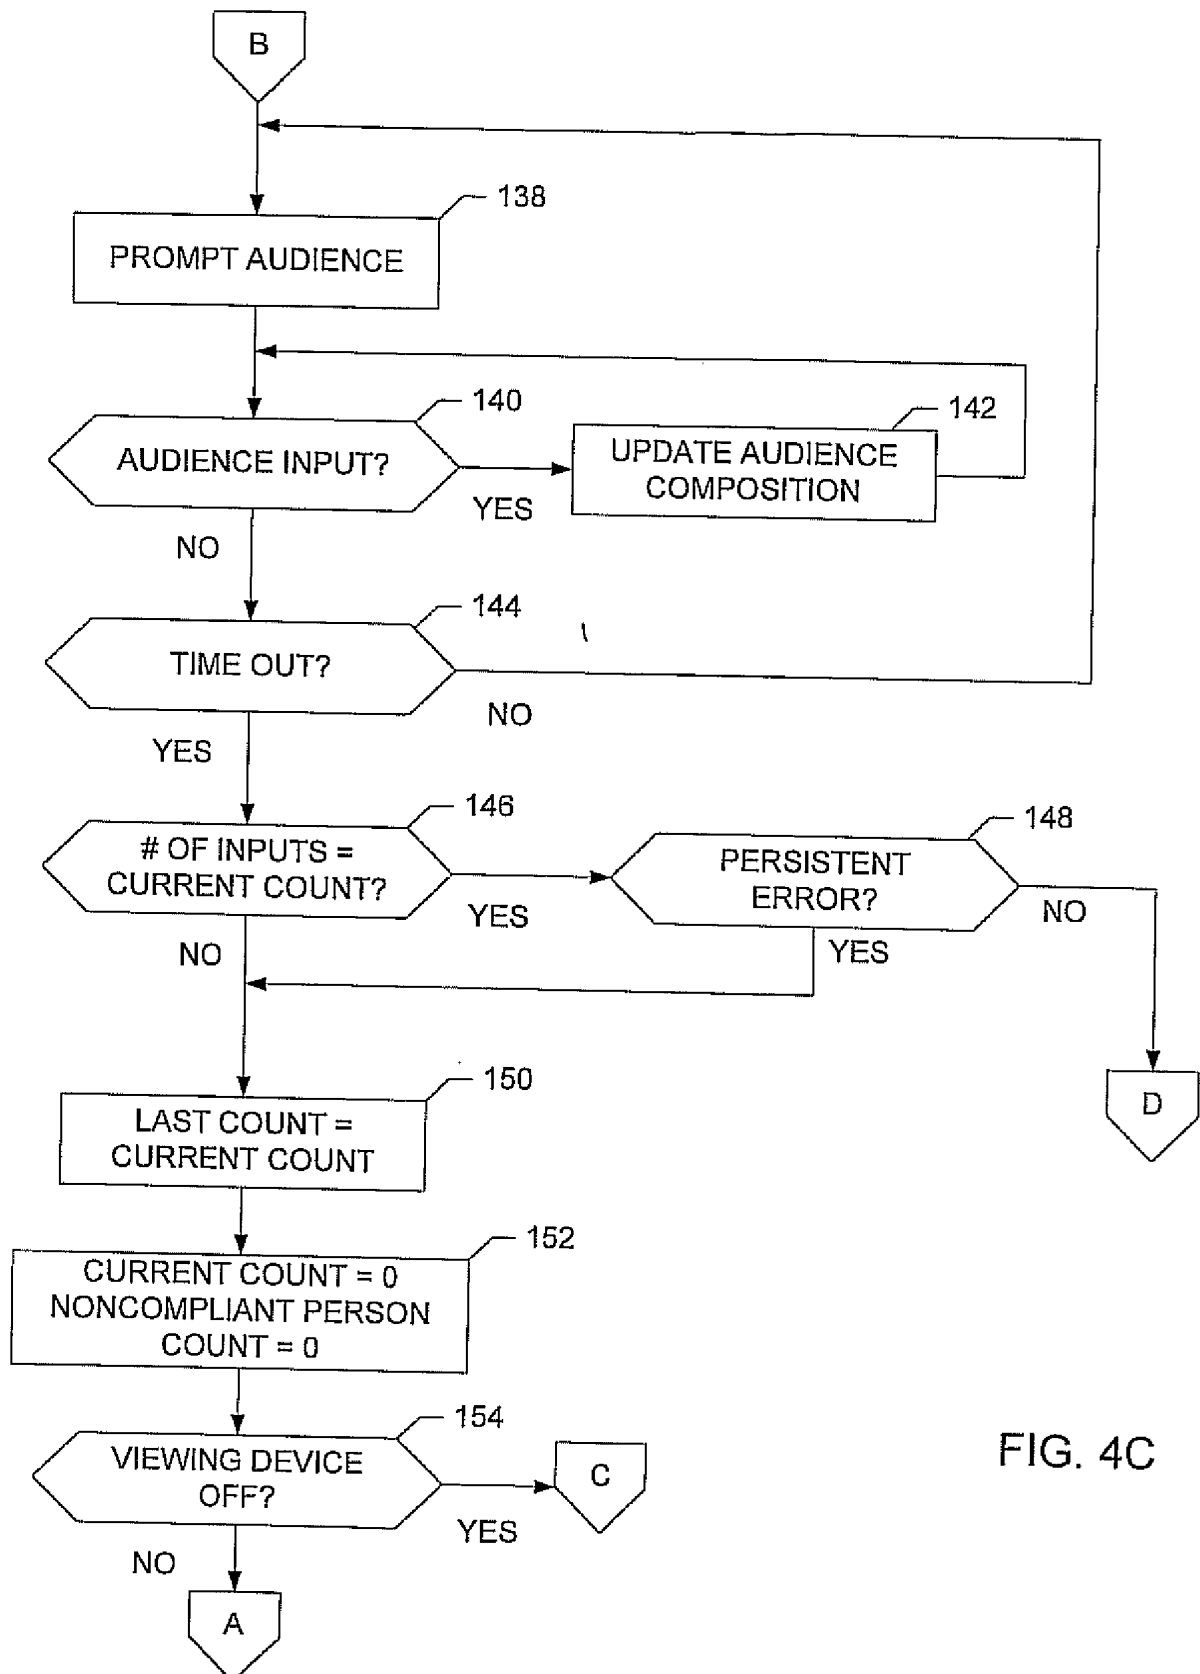 B
138
PROMPT AUDIENCE
140
AUDIENCE INPUT?
YES
142
UPDATE AUDIENCE
COMPOSITION
NO
144
TIME OUT?
NO
YES
146
# OF INPUTS =
CURRENT COUNT?
YES
148
PERSISTENT
ERROR?
NO
YES
NO
D
150
LAST COUNT =
CURRENT COUNT
152
CURRENT COUNT = 0
NONCOMPLIANT PERSON
COUNT = 0
154
VIEWING DEVICE
OFF?
YES
C
NO
A
FIG. 4C